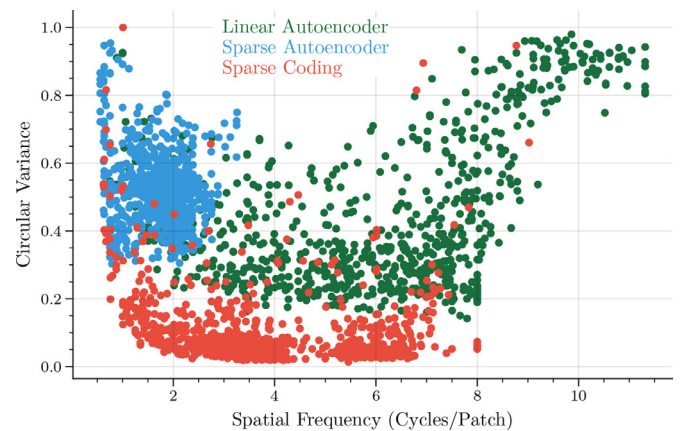 Linear Autoencoder
Sparse Autoencoder
Sparse Coding
1.0
0.8
0.6
0.4
0.2
0.0
Circular Variance
2 4 6 8 10
Spatial Frequency (Cycles/Patch)